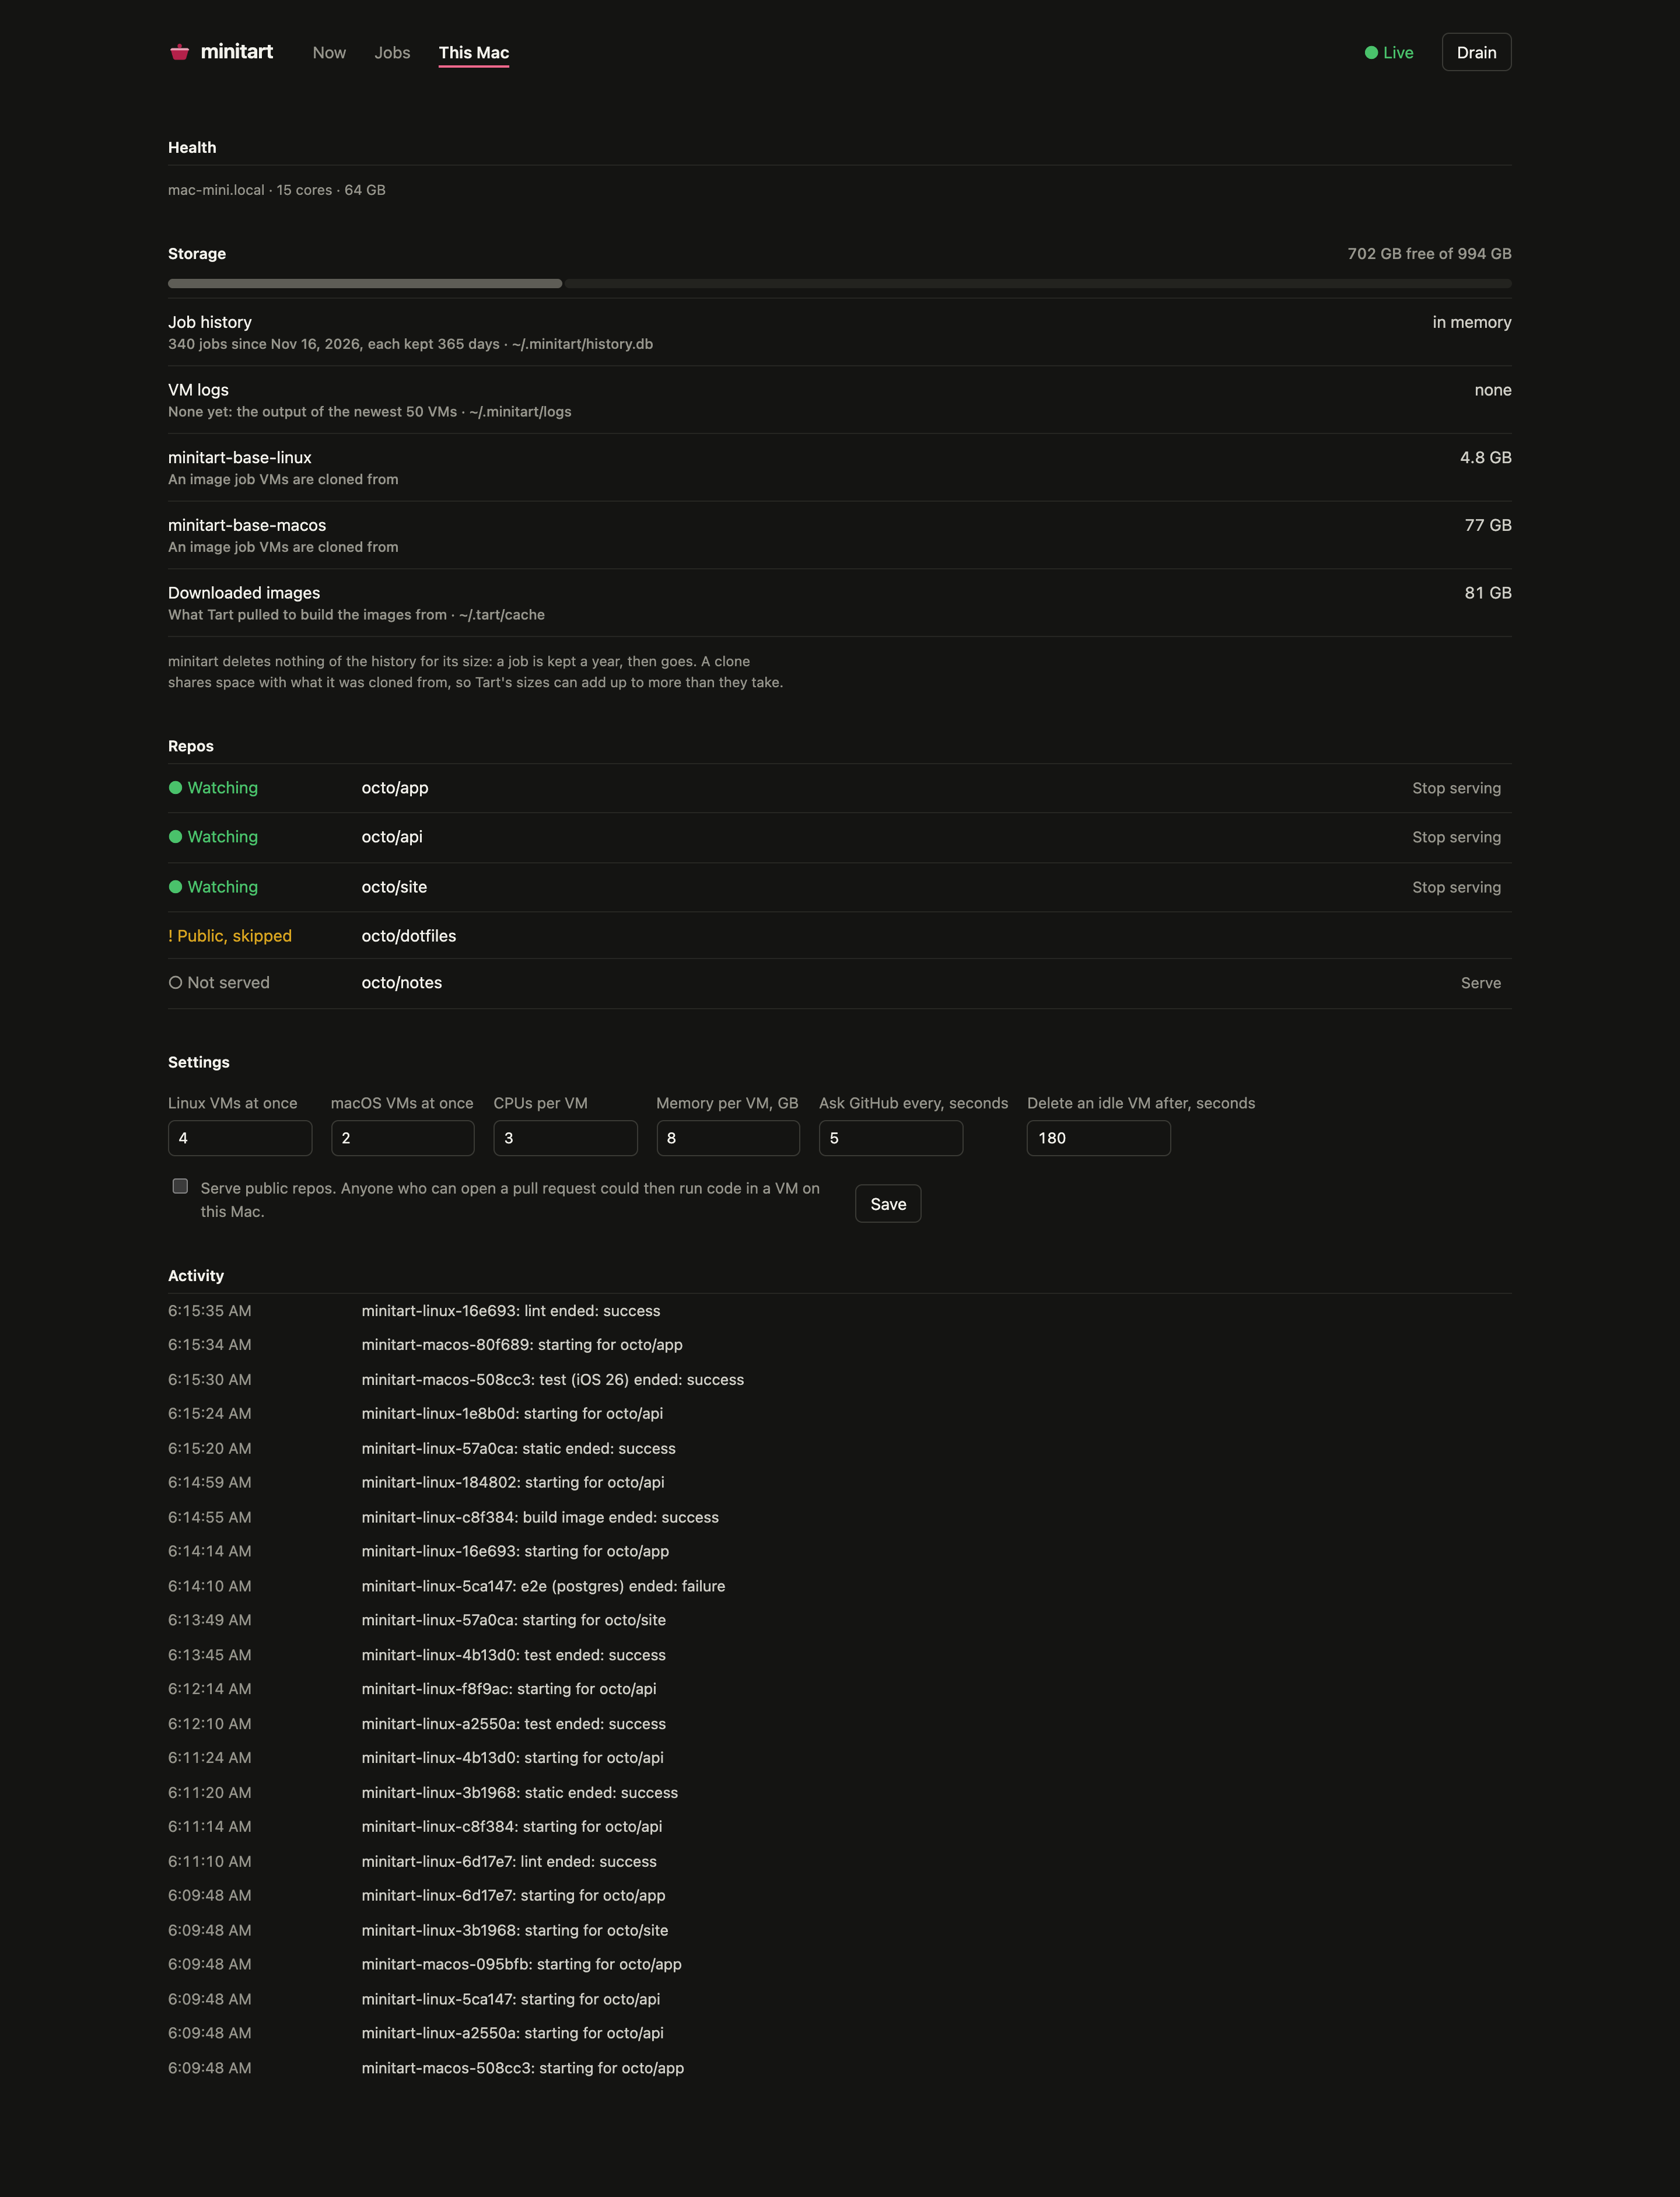 minitart Now Jobs This Mac Live Drain
Health
mac-mini.local · 15 cores · 64 GB
Storage 702 GB free of 994 GB
Job history in memory
340 jobs since Nov 16, 2026, each kept 365 days · ~/.minitart/history.db
VM logs none
None yet: the output of the newest 50 VMs · ~/.minitart/logs
minitart-base-linux 4.8 GB
An image job VMs are cloned from
minitart-base-macos 77 GB
An image job VMs are cloned from
Downloaded images 81 GB
What Tart pulled to build the images from · ~/.tart/cache
minitart deletes nothing of the history for its size: a job is kept a year, then goes. A clone
shares space with what it was cloned from, so Tart's sizes can add up to more than they take.
Repos
Watching octo/app Stop serving
Watching octo/api Stop serving
Watching octo/site Stop serving
! Public, skipped octo/dotfiles
Not served octo/notes Serve
Settings
Linux VMs at once macOS VMs at once CPUs per VM Memory per VM, GB Ask GitHub every, seconds Delete an idle VM after, seconds
4 2 3 8 5 180
Serve public repos. Anyone who can open a pull request could then run code in a VM on
this Mac.
Save
Activity
6:15:35 AM minitart-linux-16e693: lint ended: success
6:15:34 AM minitart-macos-80f689: starting for octo/app
6:15:30 AM minitart-macos-508cc3: test (iOS 26) ended: success
6:15:24 AM minitart-linux-1e8b0d: starting for octo/api
6:15:20 AM minitart-linux-57a0ca: static ended: success
6:14:59 AM minitart-linux-184802: starting for octo/api
6:14:55 AM minitart-linux-c8f384: build image ended: success
6:14:14 AM minitart-linux-16e693: starting for octo/app
6:14:10 AM minitart-linux-5ca147: e2e (postgres) ended: failure
6:13:49 AM minitart-linux-57a0ca: starting for octo/site
6:13:45 AM minitart-linux-4b13d0: test ended: success
6:12:14 AM minitart-linux-f8f9ac: starting for octo/api
6:12:10 AM minitart-linux-a2550a: test ended: success
6:11:24 AM minitart-linux-4b13d0: starting for octo/api
6:11:20 AM minitart-linux-3b1968: static ended: success
6:11:14 AM minitart-linux-c8f384: starting for octo/api
6:11:10 AM minitart-linux-6d17e7: lint ended: success
6:09:48 AM minitart-linux-6d17e7: starting for octo/app
6:09:48 AM minitart-linux-3b1968: starting for octo/site
6:09:48 AM minitart-macos-095bfb: starting for octo/app
6:09:48 AM minitart-linux-5ca147: starting for octo/api
6:09:48 AM minitart-linux-a2550a: starting for octo/api
6:09:48 AM minitart-macos-508cc3: starting for octo/app